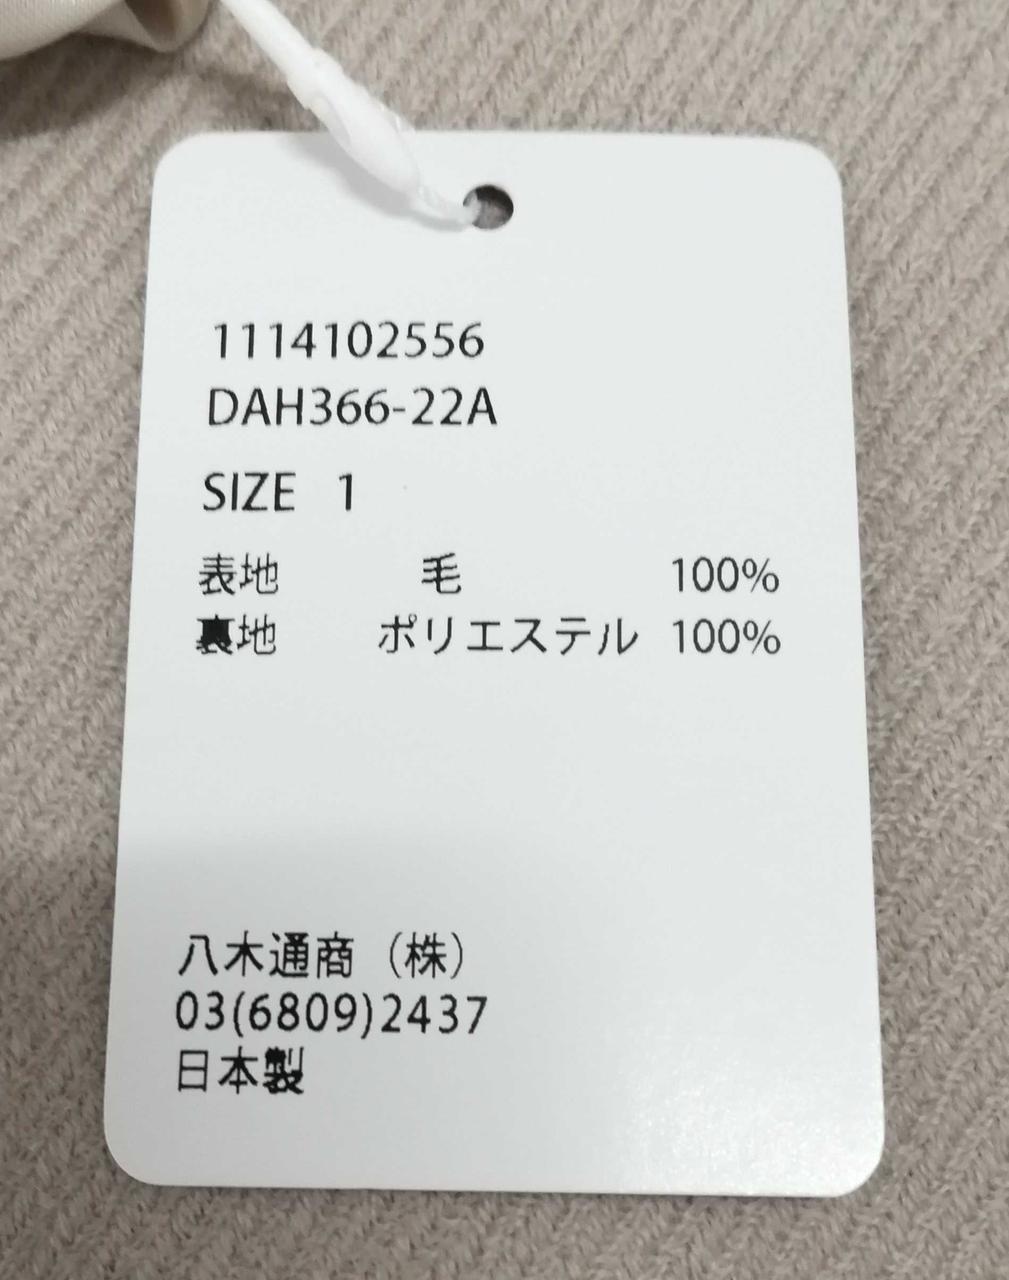 1114102556
DAH366-22A
SIZE 1
表地 毛 100%
裏地 ポリエステル 100%
八木通商（株）
03(6809)2437
日本製